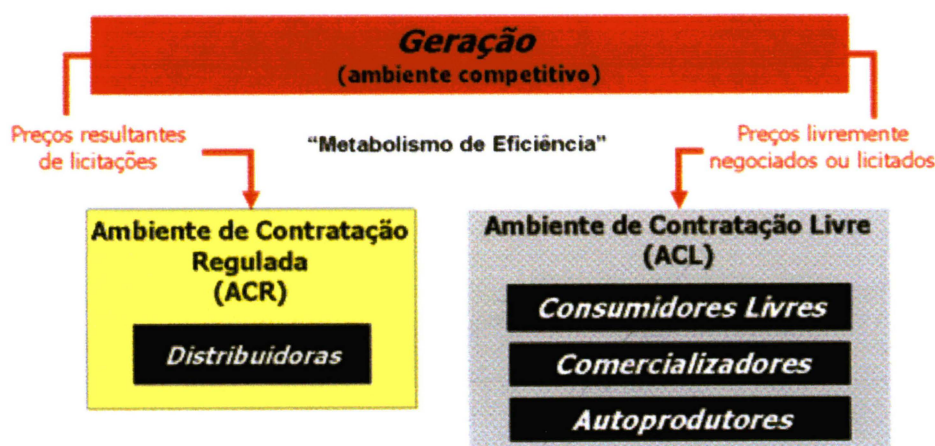 Geração
(ambiente competitivo)
Preços resultantes
de licitações
“Metabolismo de Eficiência”
Preços livremente
negociados ou licitados
Ambiente de Contratação
Regulada
(ACR)
Distribuidoras
Ambiente de Contratação Livre
(ACL)
Consumidores Livres
Comercializadores
Autoprodutores